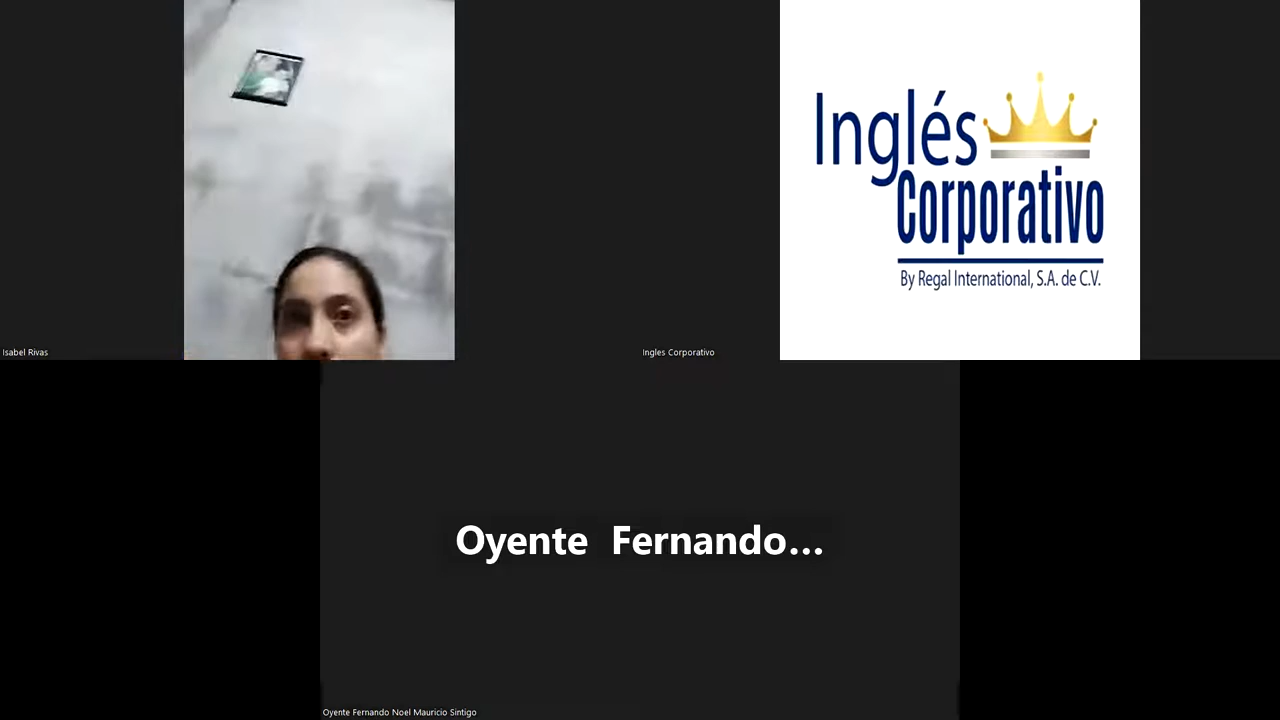 Inglés
Corporativo
By Regal International, S.A. de C.V.
Isabel Rivas
Ingles Corporativo
Oyente Fernando...
Oyente Fernando Noel Mauricio Sintigo